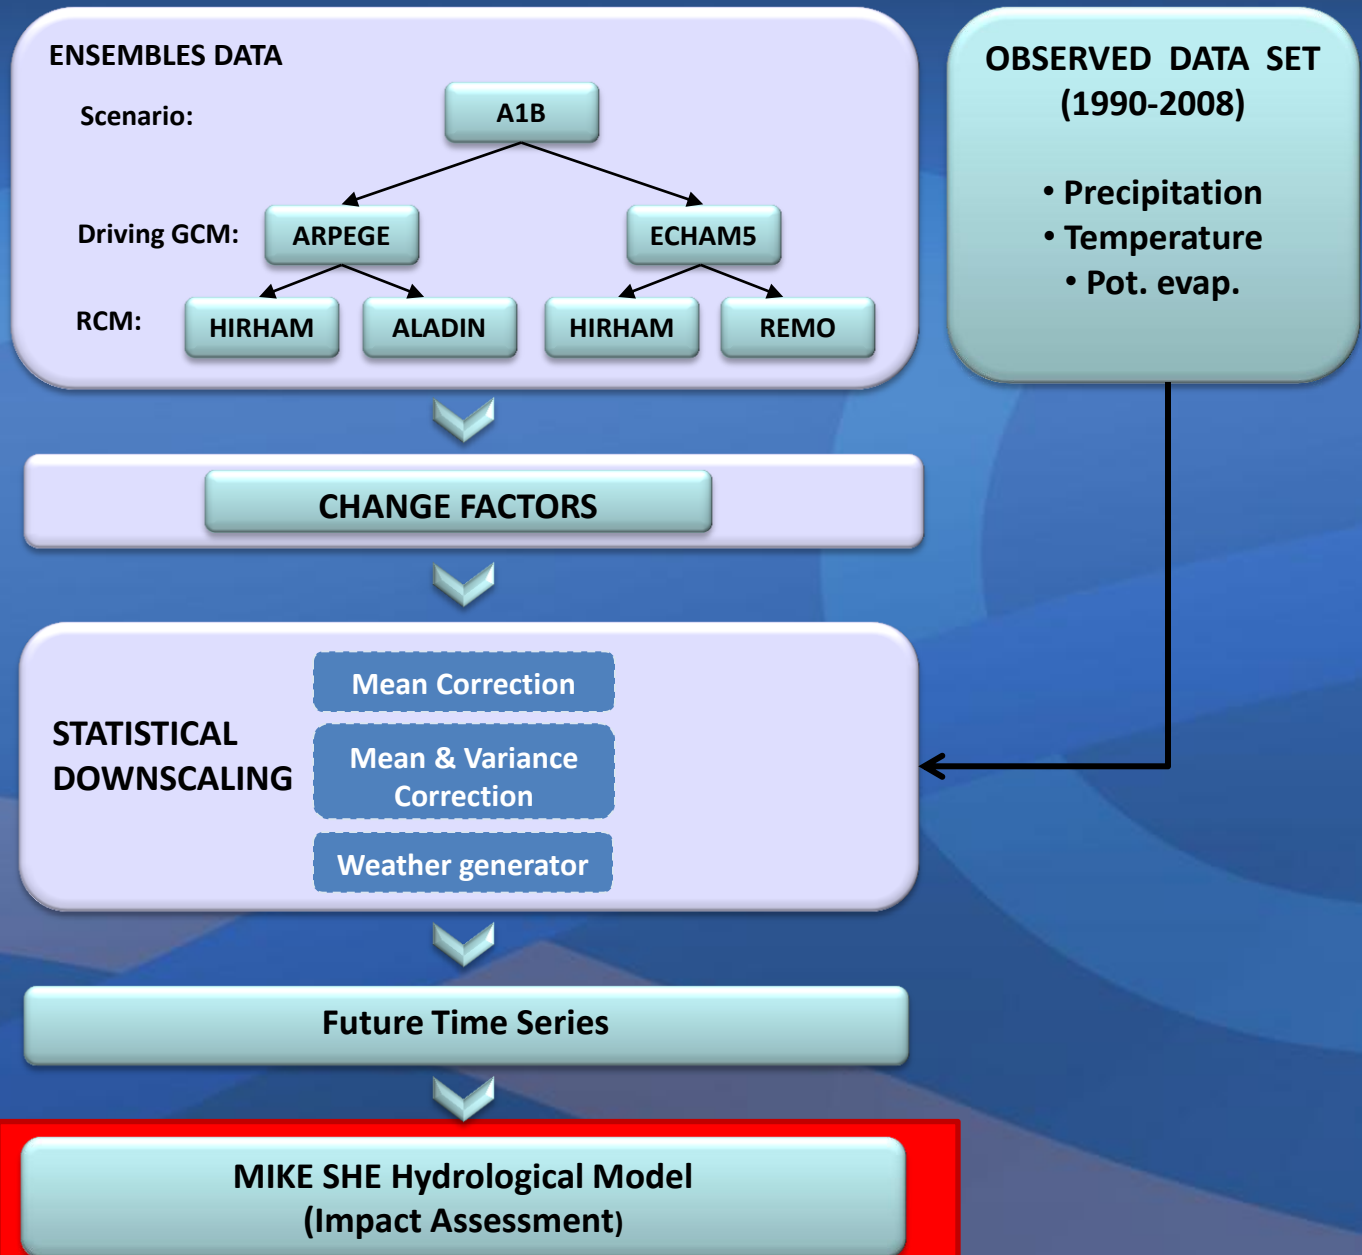 ENSEMBLES DATA
Scenario:
A1B
Driving GCM:
ARPEGE
ECHAM5
RCM:
HIRHAM
ALADIN
HIRHAM
REMO
OBSERVED DATA SET
(1990-2008)
• Precipitation
• Temperature
• Pot. evap.
CHANGE FACTORS
STATISTICAL
DOWNSCALING
Mean Correction
Mean & Variance
Correction
Weather generator
Future Time Series
MIKE SHE Hydrological Model
(Impact Assessment)